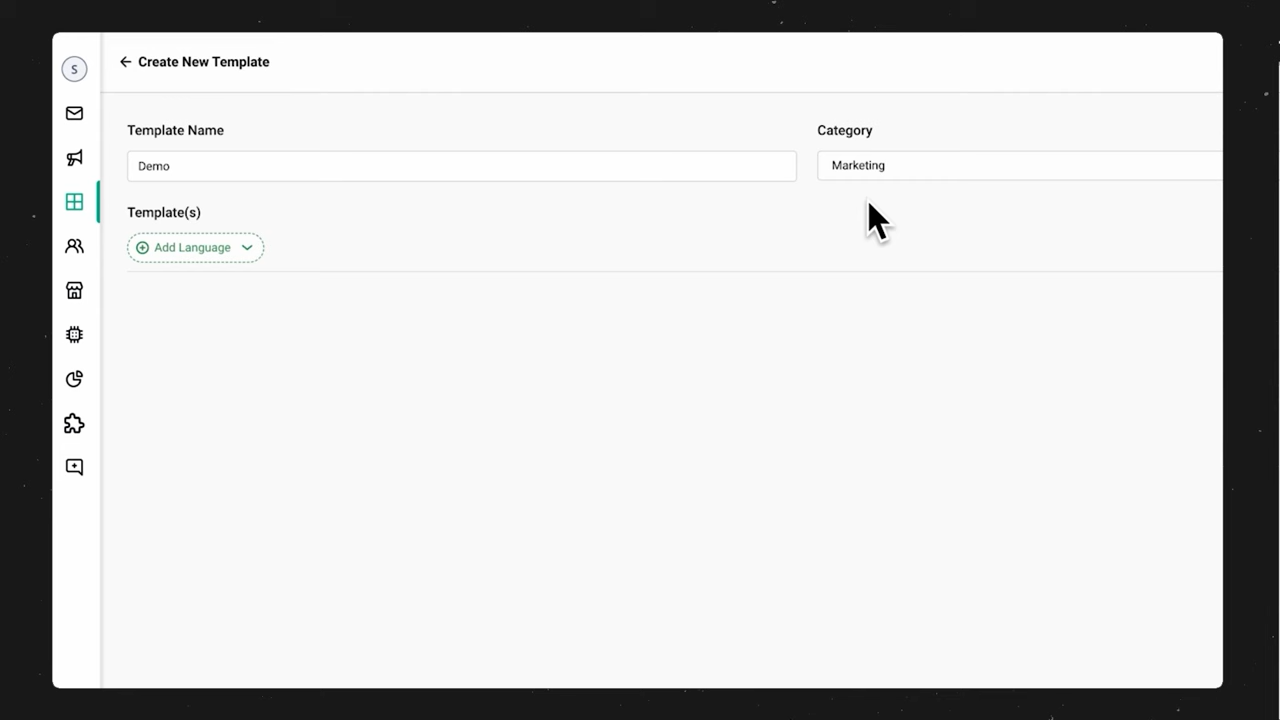 S
Create New Template
Template Name
Category
Demo
Marketing
Template(s)
Add Language